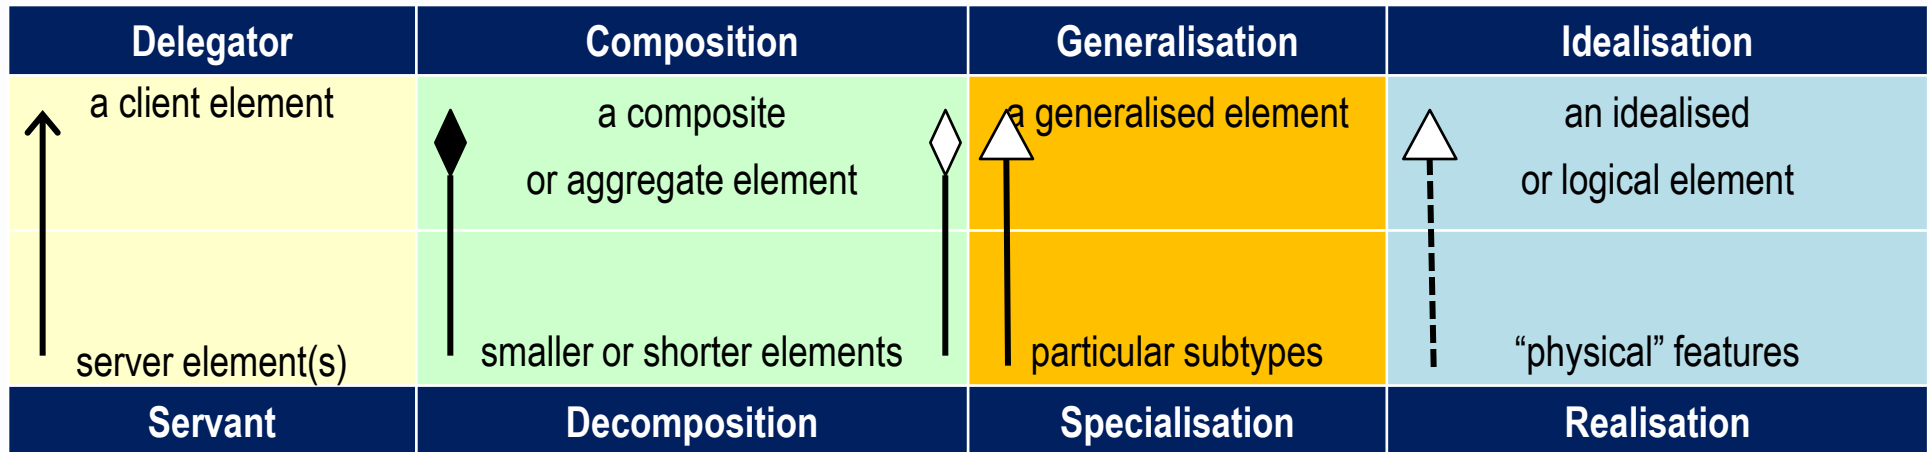 Delegator
Composition
Generalisation
Idealisation
a client element
a composite
or aggregate element
a generalised element
an idealised
or logical element
server element(s)
smaller or shorter elements
particular subtypes
“physical” features
Servant
Decomposition
Specialisation
Realisation